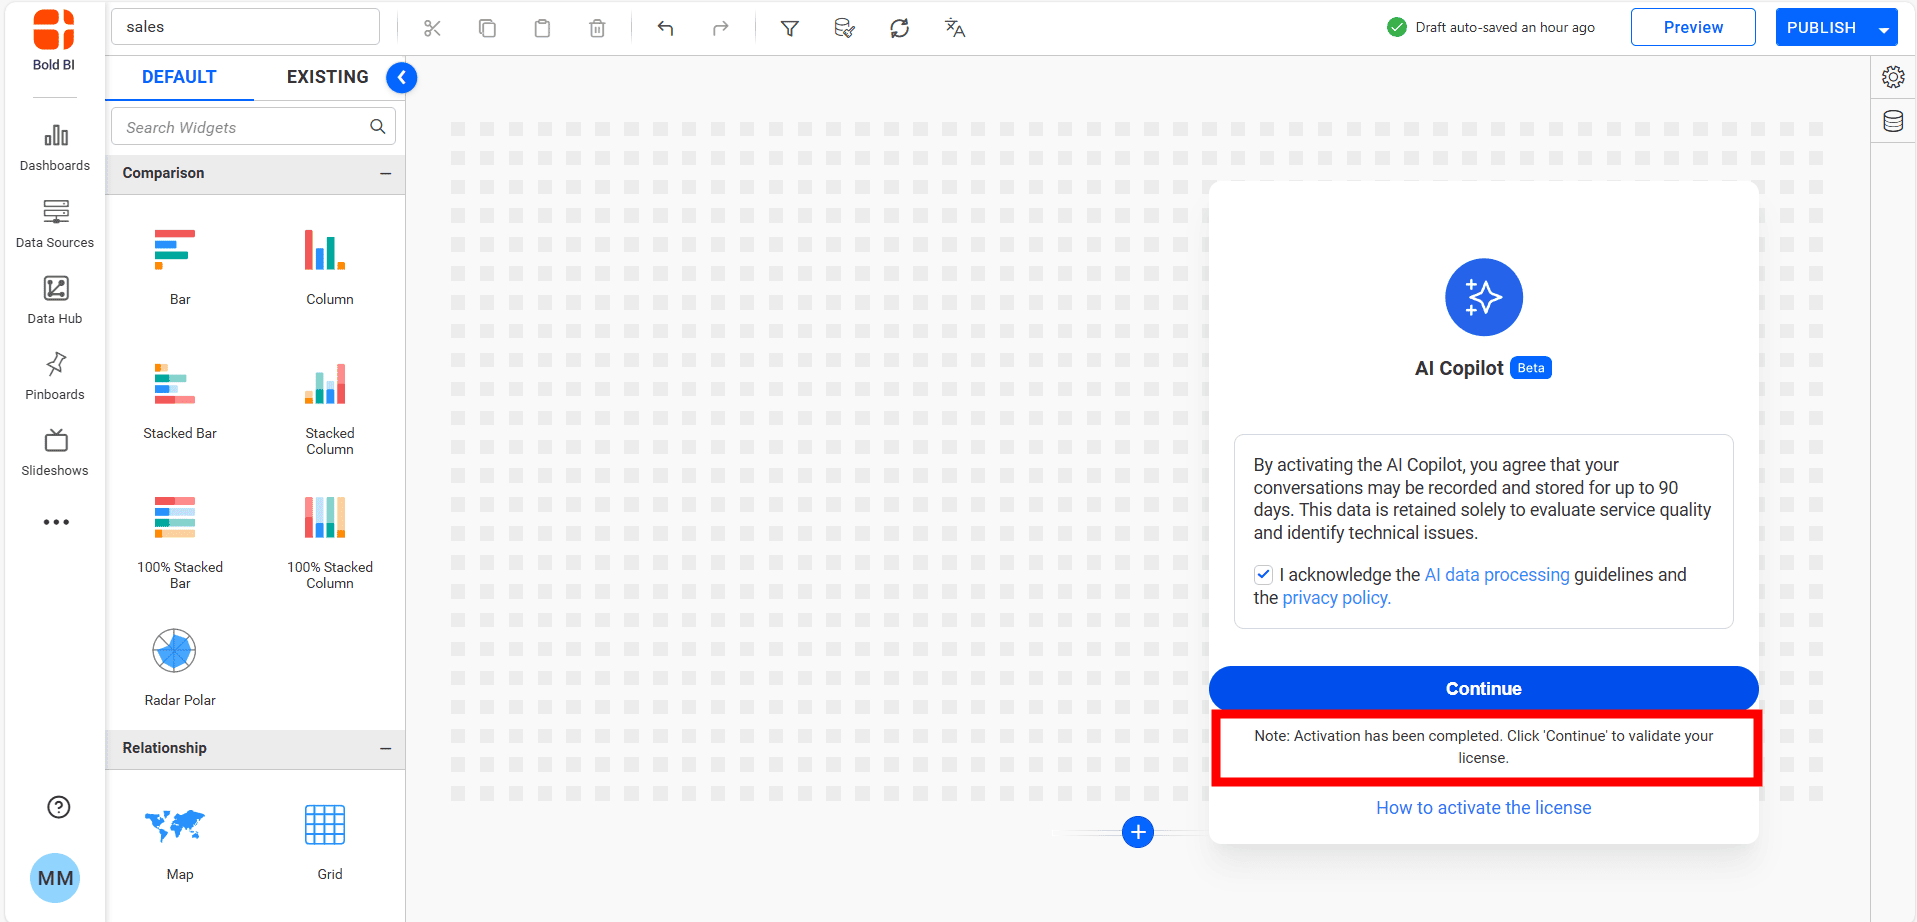 Bold BI
sales
Draft auto-saved an hour ago
Preview
PUBLISH
Dashboards
Data Sources
Data Hub
Pinboards
Slideshows
MM
DEFAULT
EXISTING
Search Widgets
Comparison
Bar
Column
Stacked Bar
Stacked
Column
100% Stacked
Bar
100% Stacked
Column
Radar Polar
Relationship
Map
Grid
AI Copilot Beta
By activating the AI Copilot, you agree that your
conversations may be recorded and stored for up to 90
days. This data is retained solely to evaluate service quality
and identify technical issues.
I acknowledge the AI data processing guidelines and
the privacy policy.
Continue
Note: Activation has been completed. Click 'Continue' to validate your
license.
How to activate the license